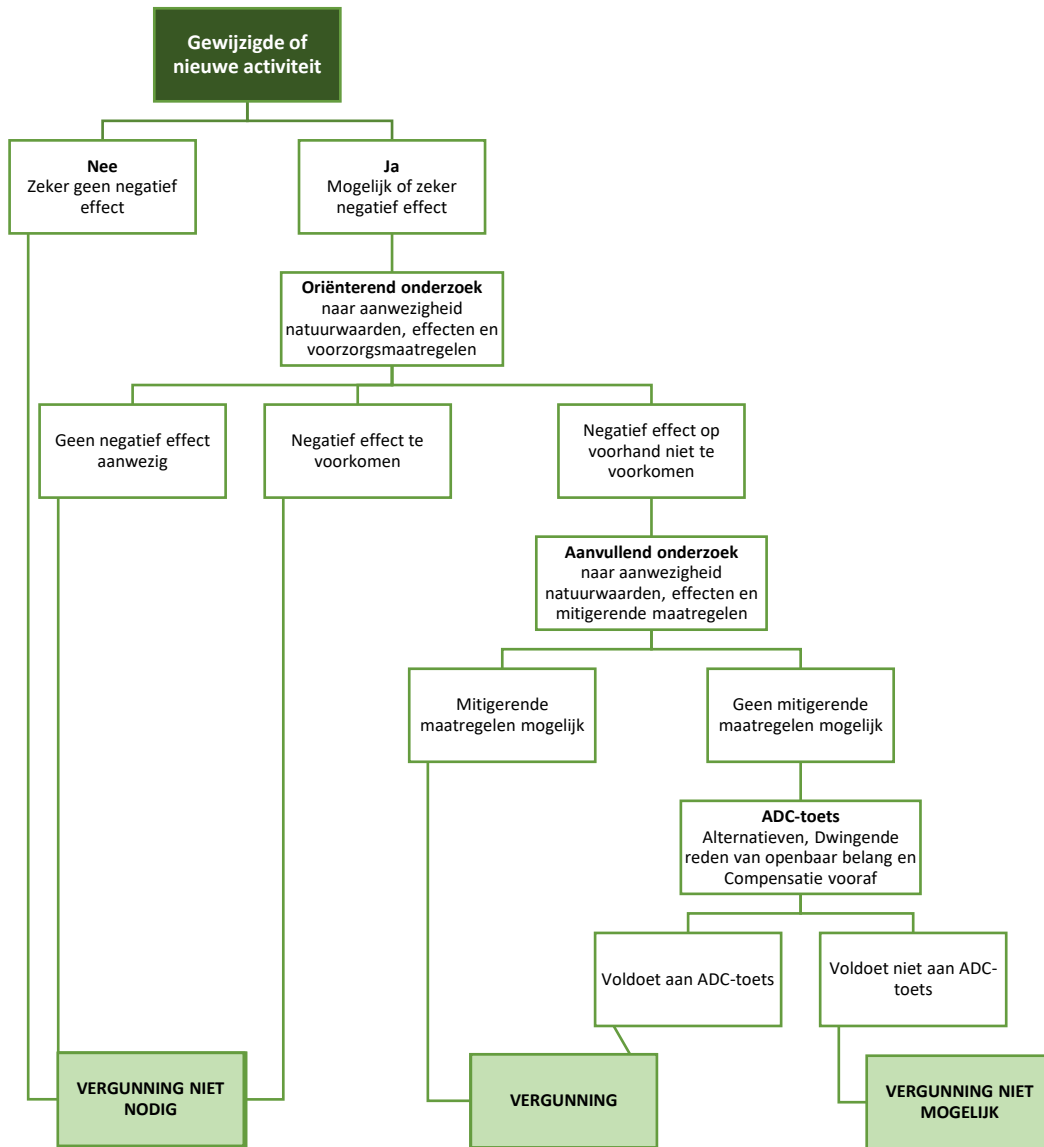 Gewijzigde of
nieuwe activiteit
Nee
Zeker geen negatief
effect
Ja
Mogelijk of zeker
negatief effect
Oriënterend onderzoek
naar aanwezigheid
natuurwaarden, effecten en
voorzorgsmaatregelen
Geen negatief effect
aanwezig
Negatief effect te
voorkomen
Negatief effect op
voorhand niet te
voorkomen
Aanvullend onderzoek
naar aanwezigheid
natuurwaarden, effecten en
mitigerende maatregelen
Mitigerende
maatregelen mogelijk
Geen mitigerende
maatregelen mogelijk
ADC-toets
Alternatieven, Dwingende
reden van openbaar belang en
Compensatie vooraf
Voldoet aan ADC-toets
Voldoet niet aan ADC-
toets
VERGUNNING NIET
NODIG
VERGUNNING
VERGUNNING NIET
MOGELIJK